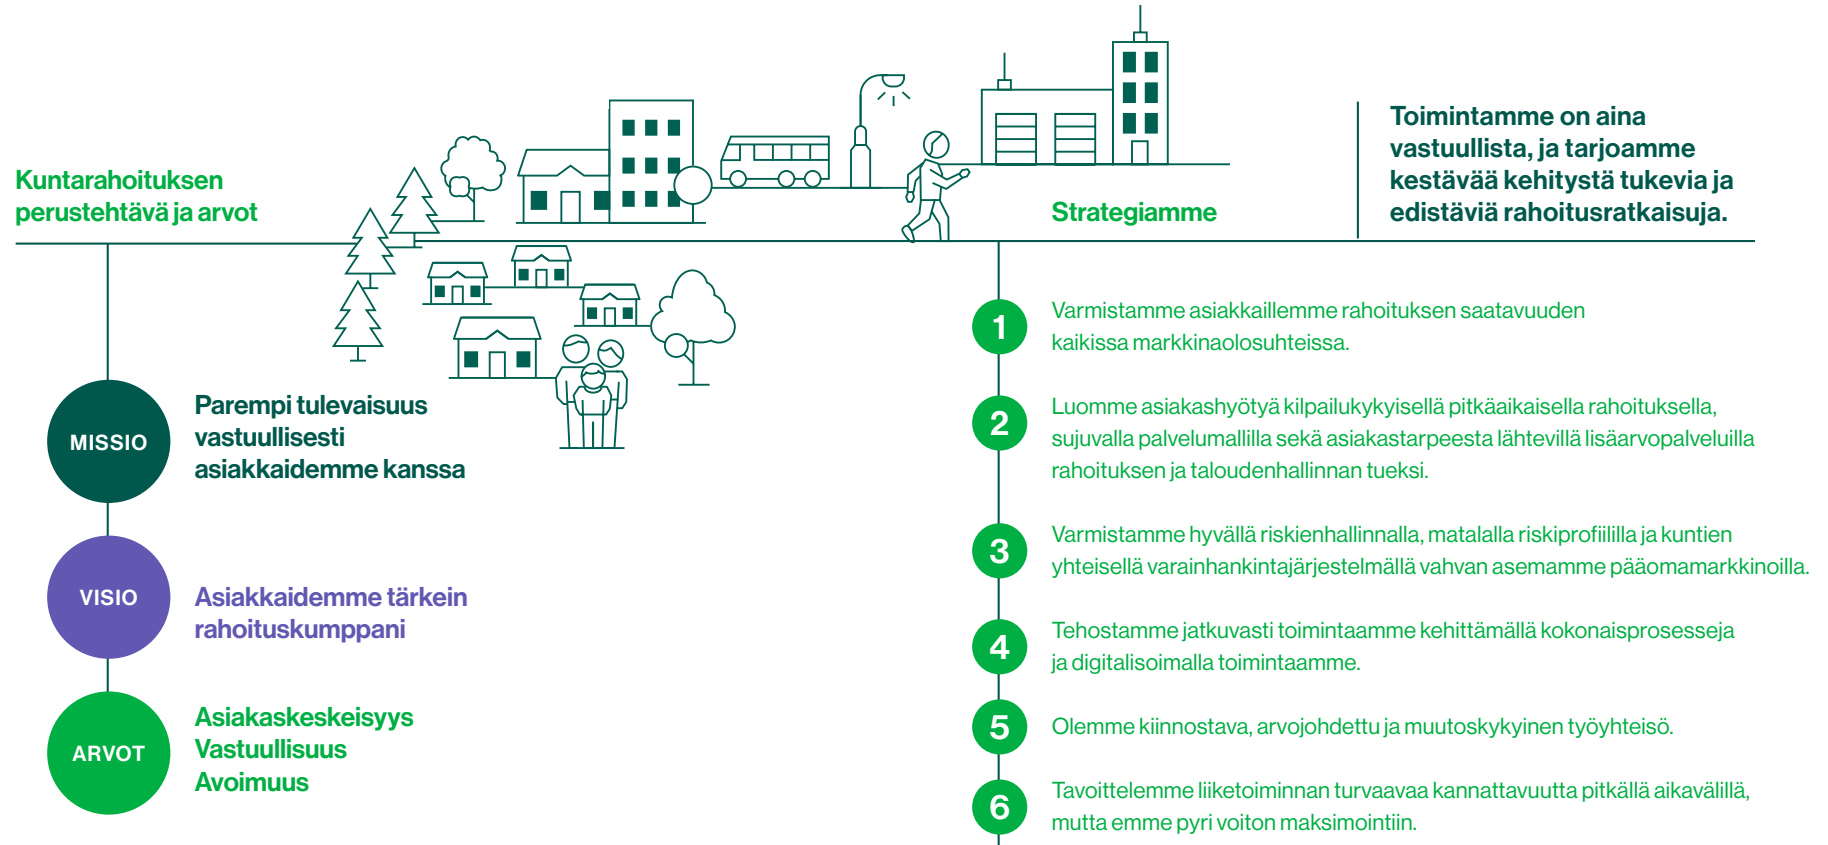 Kuntarahoituksen
perustehtävä ja arvot
MISSIO
Parempi tulevaisuus
vastuullisesti
asiakkaidemme kanssa
VISIO
Asiakkaidemme tärkein
rahoituskumppani
ARVOT
Asiakaskeskeisyys
Vastuullisuus
Avoimuus
Strategiamme
Toimintamme on aina
vastuullista, ja tarjoamme
kestävää kehitystä tukevia ja
edistäviä rahoitusratkaisuja.
1
Varmistamme asiakkaillemme rahoituksen saatavuuden
kaikissa markkinaolosuhteissa.
2
Luomme asiakashyötyä kilpailukykyisellä pitkäaikaisella rahoituksella,
sujuvalla palvelumallilla sekä asiakastarpeesta lähtevillä lisäarvopalveluilla
rahoituksen ja taloudenhallinnan tueksi.
3
Varmistamme hyvällä riskienhallinnalla, matalalla riskiprofiililla ja kuntien
yhteisellä varainhankintajärjestelmällä vahvan asemamme pääomamarkkinoilla.
4
Tehostamme jatkuvasti toimintaamme kehittämällä kokonaisprosesseja
ja digitalisoimalla toimintaamme.
5
Olemme kiinnostava, arvojohdettu ja muutoskykyinen työyhteisö.
6
Tavoittelemme liiketoiminnan turvaavaa kannattavuutta pitkällä aikavälillä,
mutta emme pyri voiton maksimointiin.